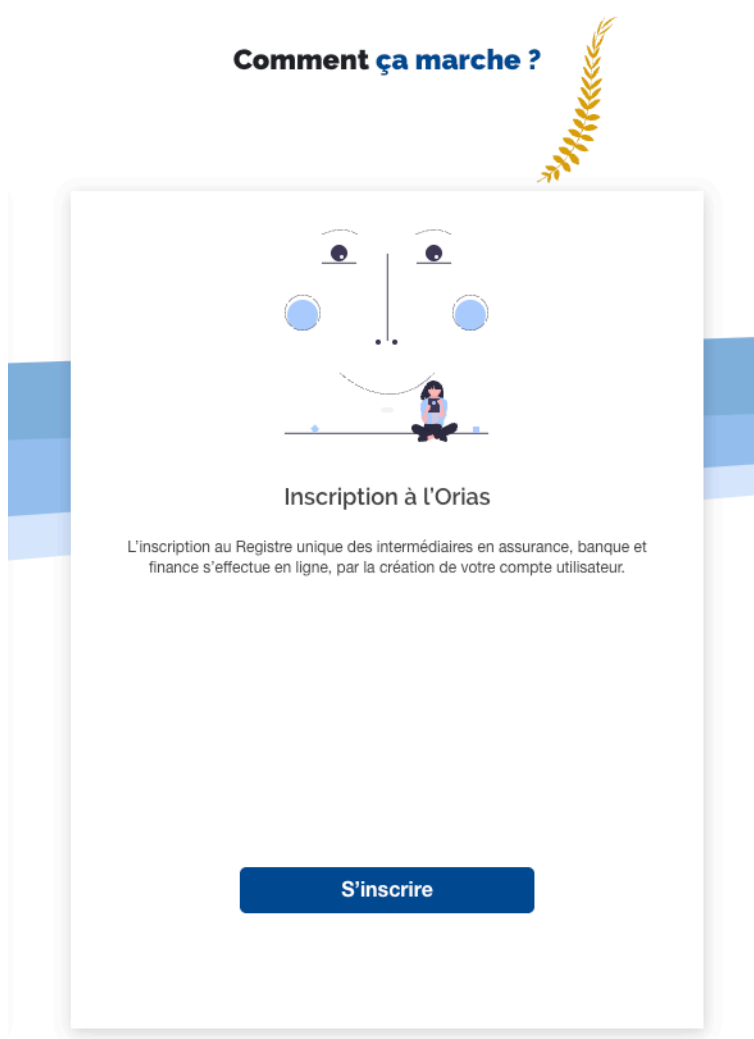 Comment ça marche ?
Inscription à l’Orias
L’inscription au Registre unique des intermédiaires en assurance, banque et
finance s’effectue en ligne, par la création de votre compte utilisateur.
S’inscrire